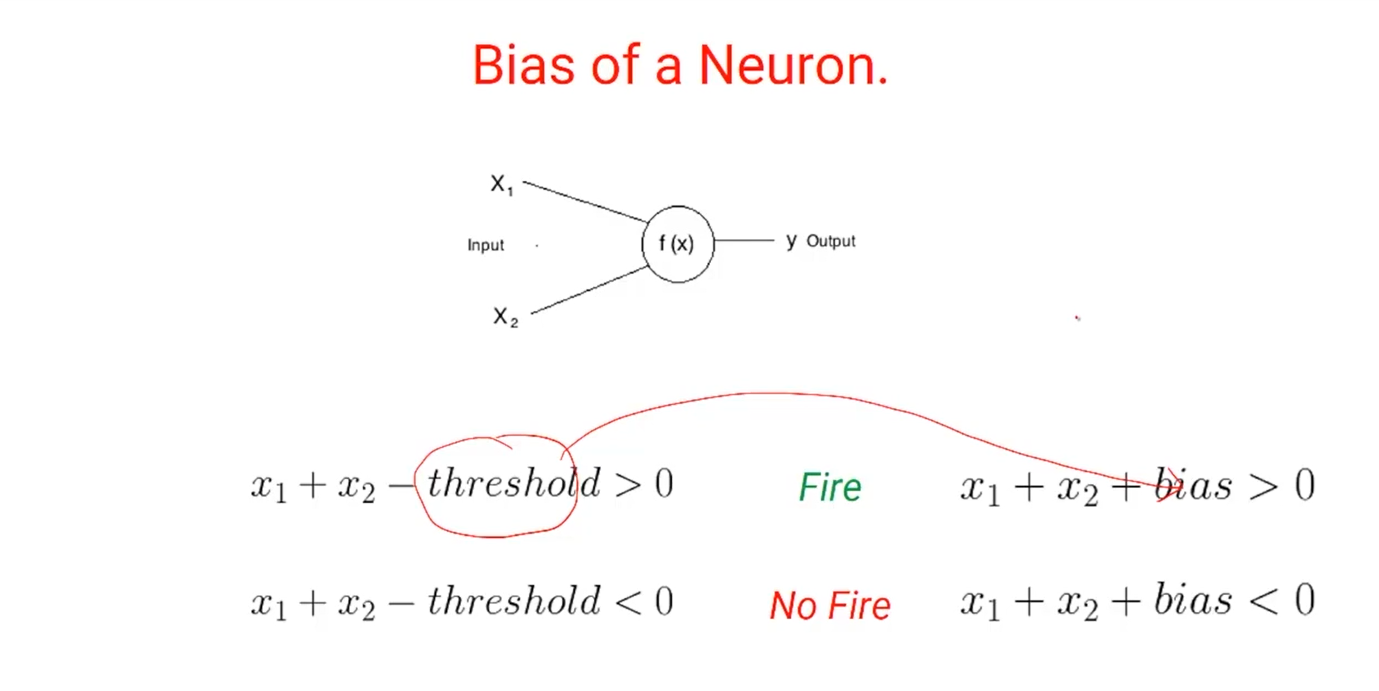 Bias of a Neuron.
X₁
Input
f (x)
y Output
X₂
x₁ + x₂ − threshold > 0 Fire x₁ + x₂ + bias > 0
x₁ + x₂ − threshold < 0 No Fire x₁ + x₂ + bias < 0